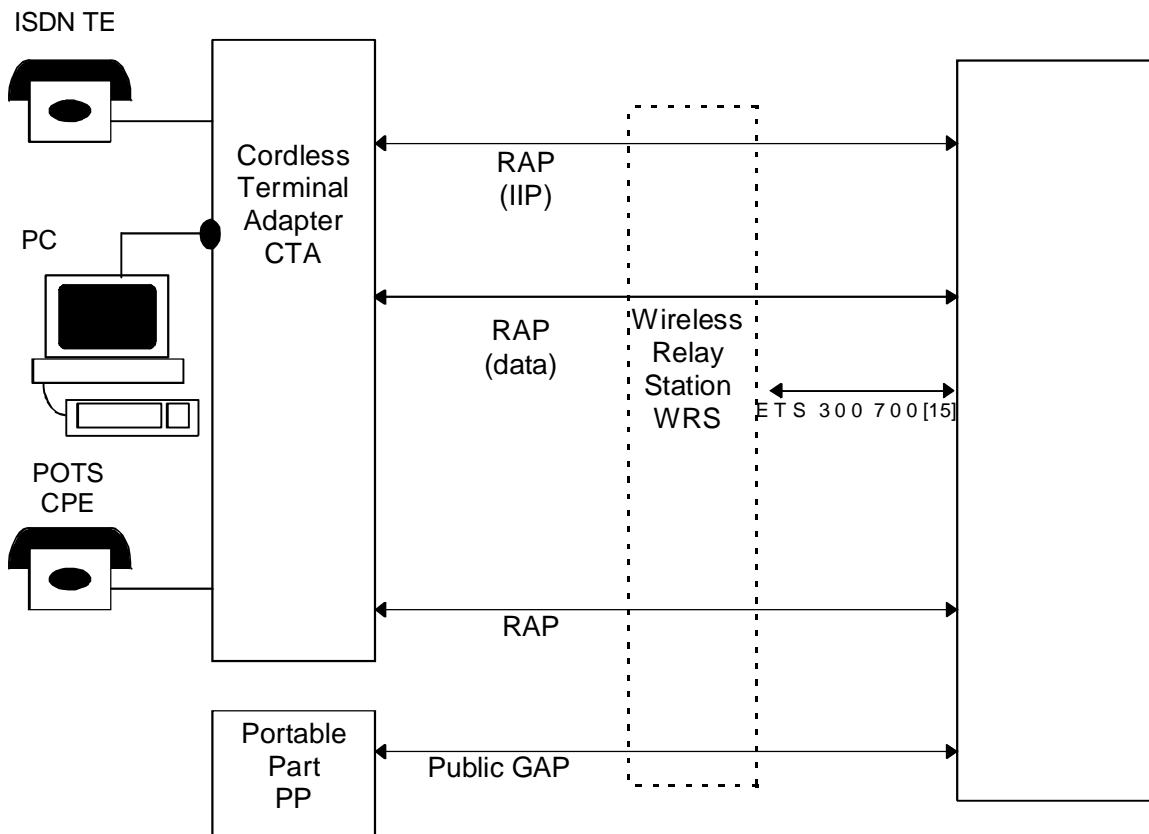 ISDN TE
Cordless
Terminal
Adapter
CTA
RAP
(IIP)
PC
RAP
(data)
Wireless
Relay
Station
WRS
ETS 300 700[15]
POTS
CPE
RAP
Portable
Part
PP
Public GAP